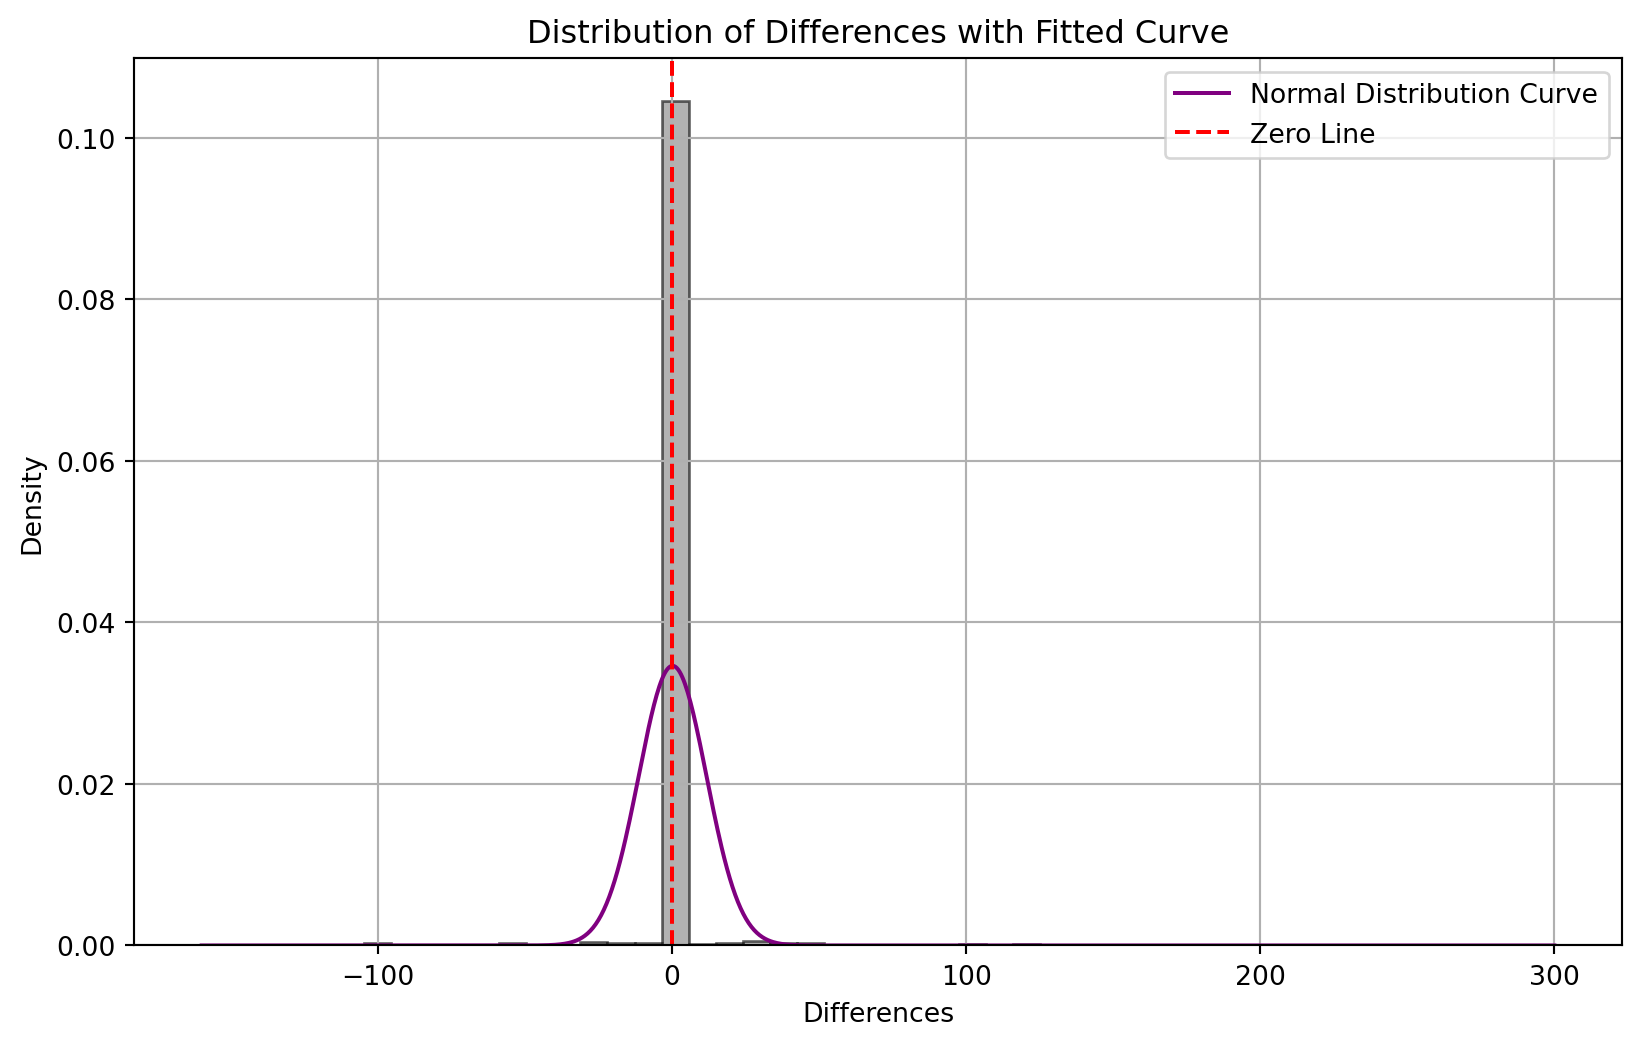 Distribution of Differences with Fitted Curve
Normal Distribution Curve
Zero Line
0.10
0.08
0.06
0.04
0.02
0.00
Density
−100
0
100
200
300
Differences